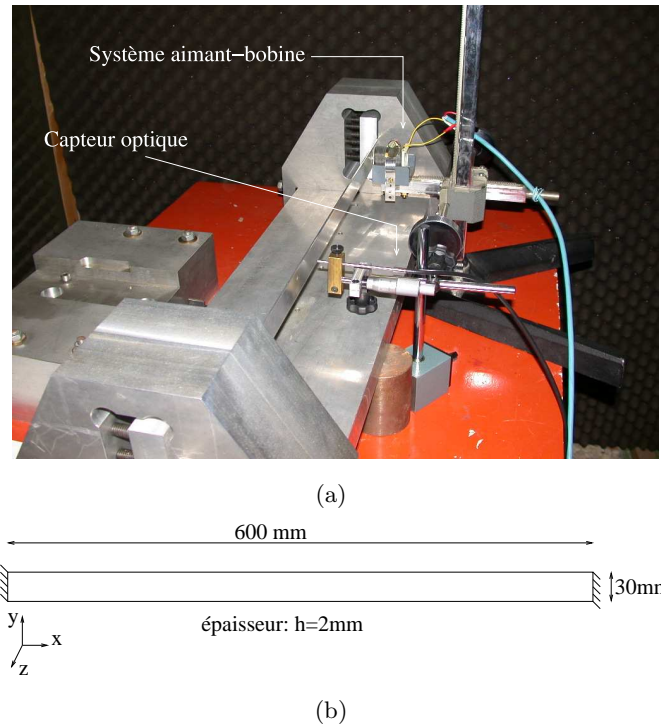 Système aimant−bobine
Capteur optique
(a)
600 mm
30mm
y
x
z
épaisseur: h=2mm
(b)